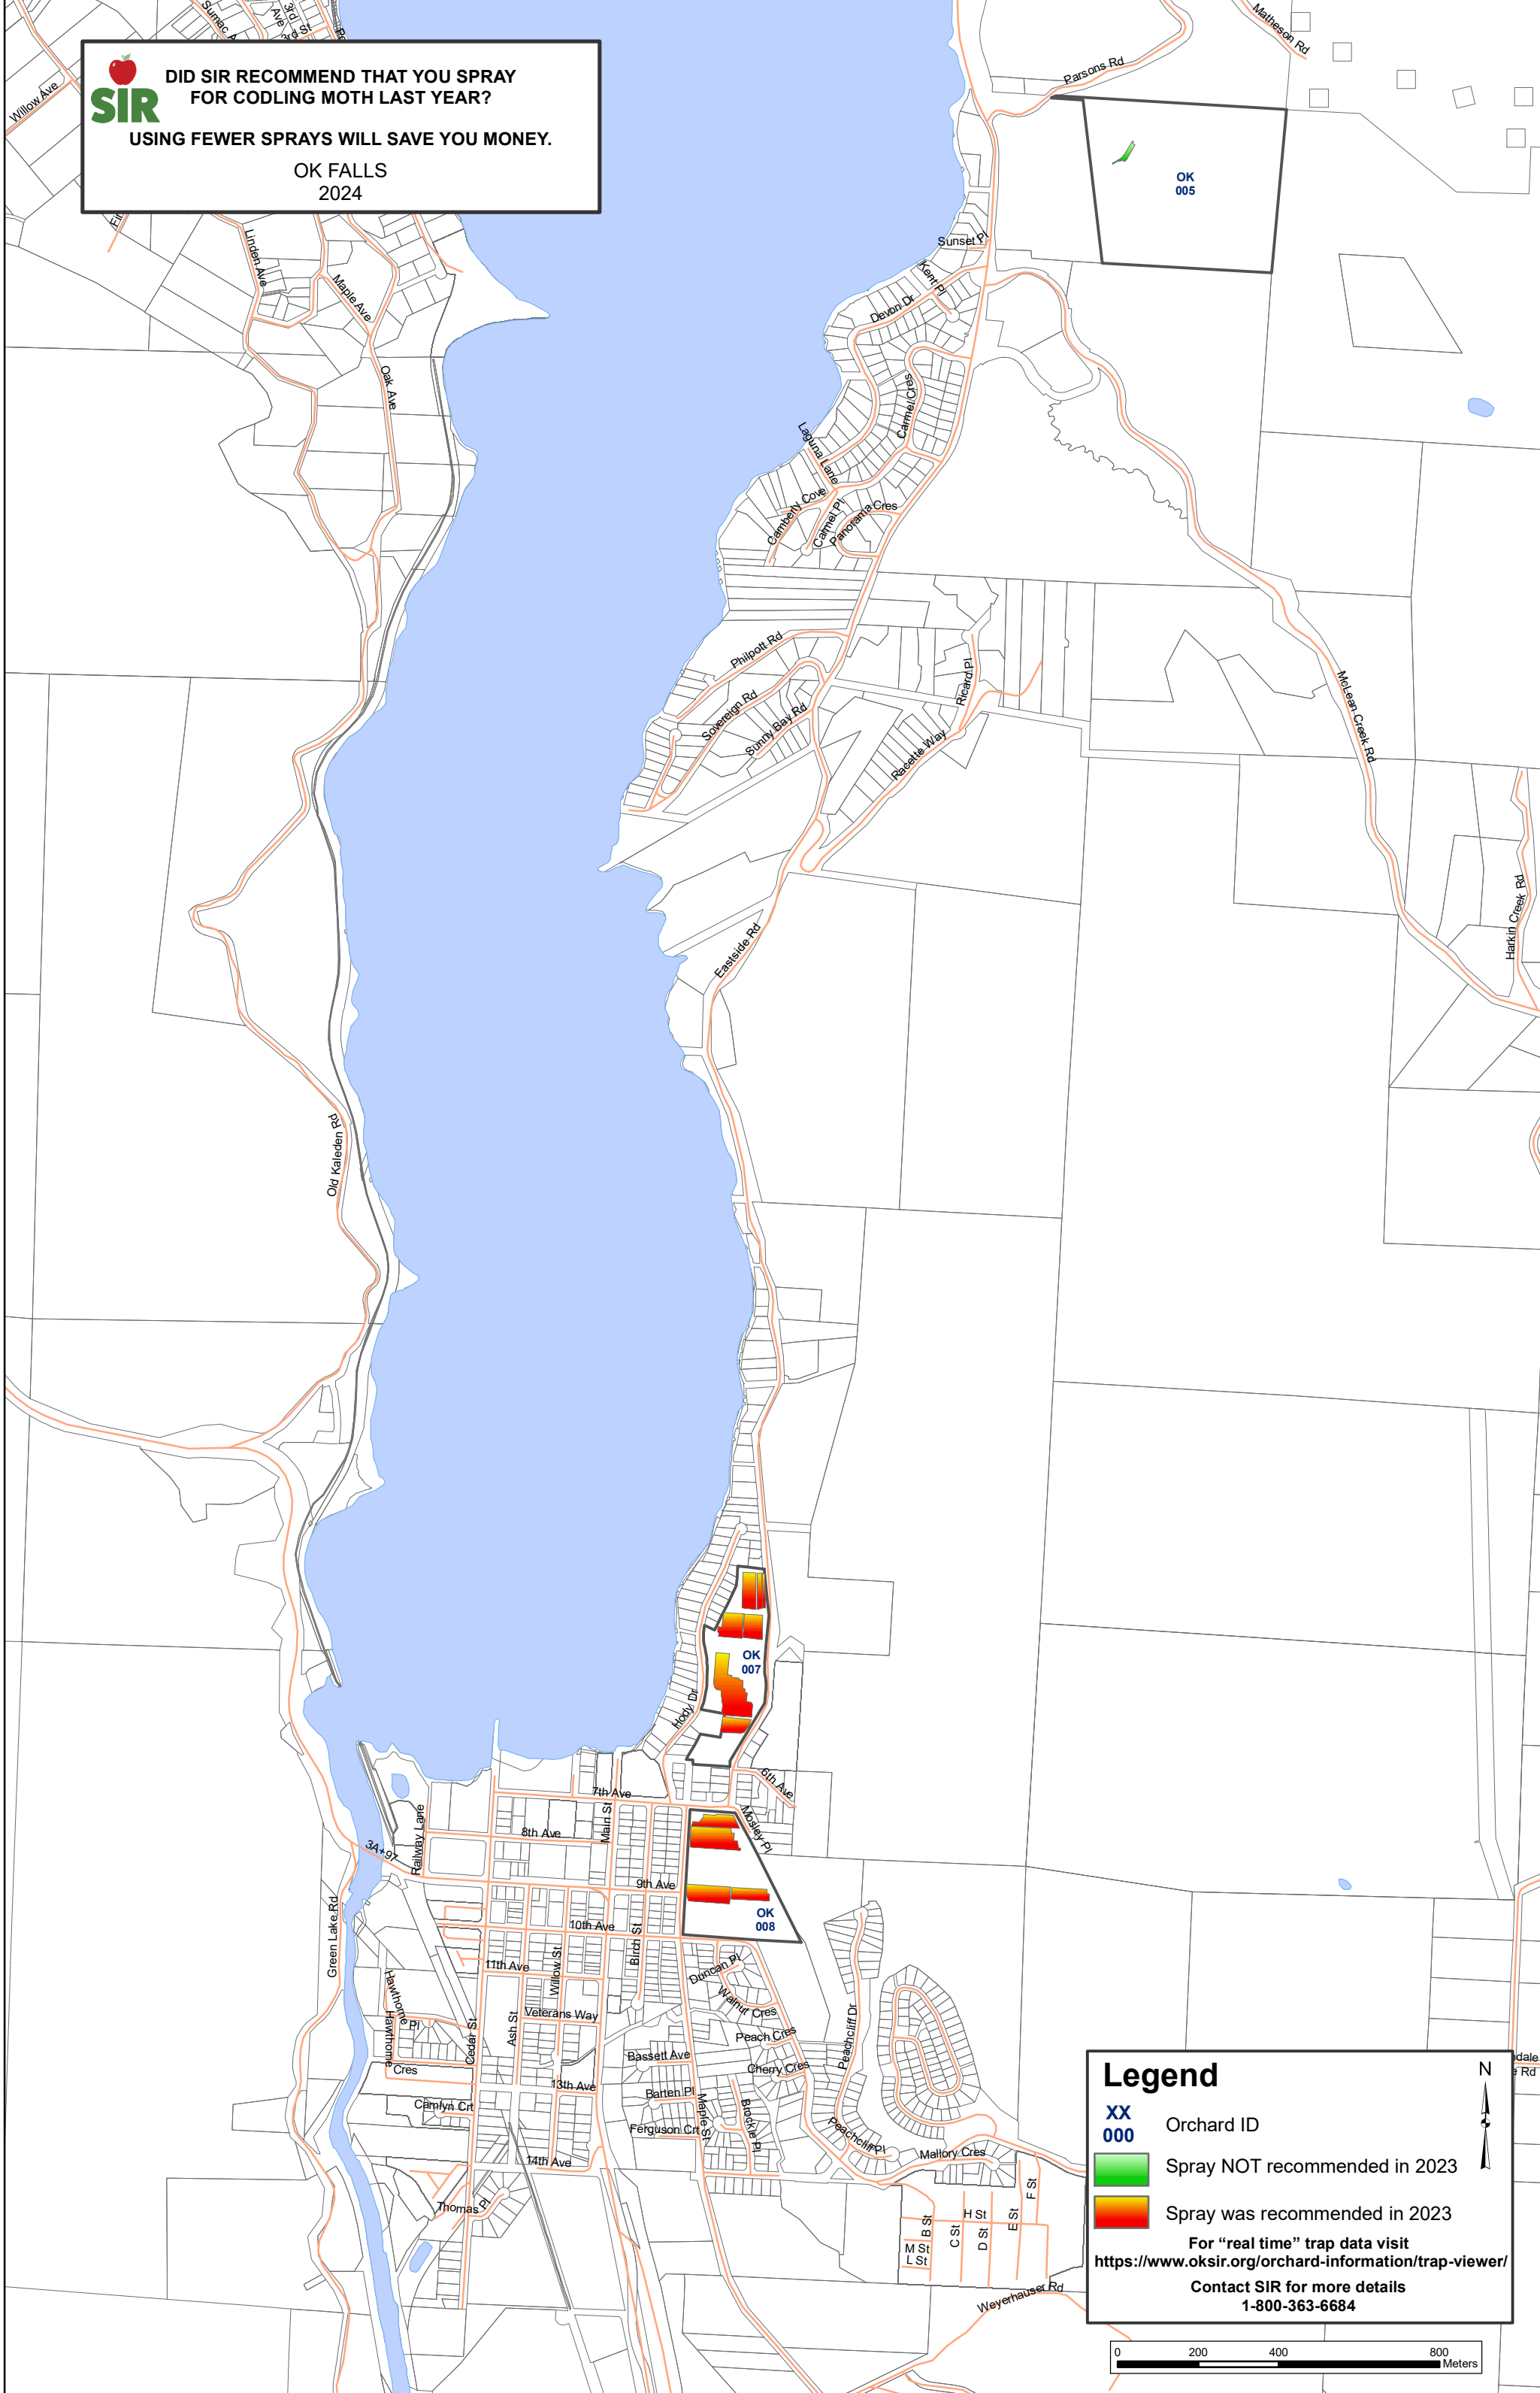 SIR
DID SIR RECOMMEND THAT YOU SPRAY
FOR CODLING MOTH LAST YEAR?
USING FEWER SPRAYS WILL SAVE YOU MONEY.
OK FALLS
2024
3rd St
Willow Ave
Linden Ave
Maple Ave
Oak Ave
Matheson Rd
Parsons Rd
OK
005
Sunset Pl
Kent Pl
Devon Dr
Carmel Cres
Laguna Lane
Camberly Cove
Carmel Pl
Panorama Cres
Philpott Rd
Sovereign Rd
Sunny Bay Rd
Ricard Pl
Racette Way
McLean Creek Rd
Harkin Creek Rd
Eastside Rd
Old Kaleden Rd
OK
007
Hody Dr
6th Ave
7th Ave
Mosley Pl
Main St
8th Ave
Railway Lane
3A+97
9th Ave
OK
008
10th Ave
Birch St
Green Lake Rd
11th Ave
Willow St
Duncan Pl
Walnut Cres
Hawthorne Pl
Hawthorne
Cres
Cedar St
Ash St
Veterans Way
Peach Cres
Peachcliff Dr
Bassett Ave
Cherry Cres
13th Ave
Barten Pl
Camlyn Crt
Maple St
Brockie Pl
Ferguson Crt
Peachcliff Pl
Mallory Cres
14th Ave
Thomas Pl
F St
H St
E St
B St
C St
D St
M St
L St
Weyerhauser Rd
Legend
N
XX
000
Orchard ID
Spray NOT recommended in 2023
Spray was recommended in 2023
For “real time” trap data visit
https://www.oksir.org/orchard-information/trap-viewer/
Contact SIR for more details
1-800-363-6684
0 200 400 800
Meters